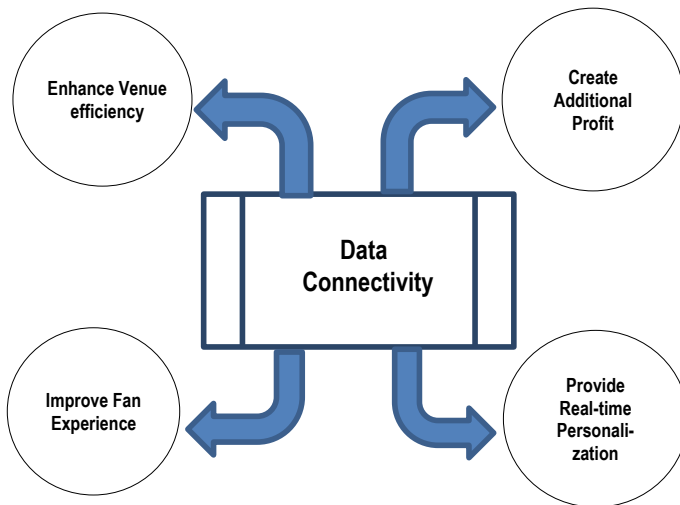 Enhance Venue
efficiency
Create
Additional
Profit
Data
Connectivity
Improve Fan
Experience
Provide
Real-time
Personali-
zation